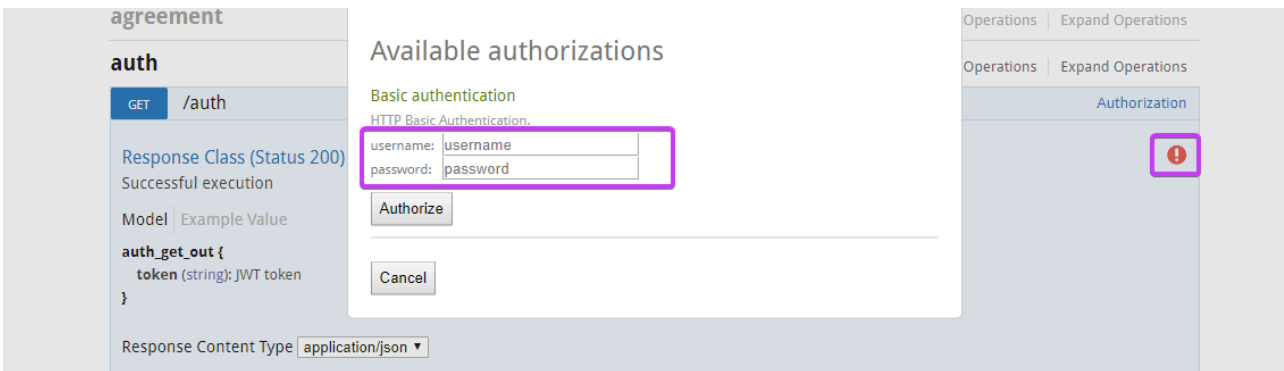 agreement
Operations | Expand Operations
Available authorizations
auth
Operations | Expand Operations
Basic authentication
GET /auth
Authorization
HTTP Basic Authentication.
username: username
password: password
Response Class (Status 200)
Successful execution
Authorize
Model | Example Value
auth_get_out {
token (string): JWT token
}
Cancel
Response Content Type application/json